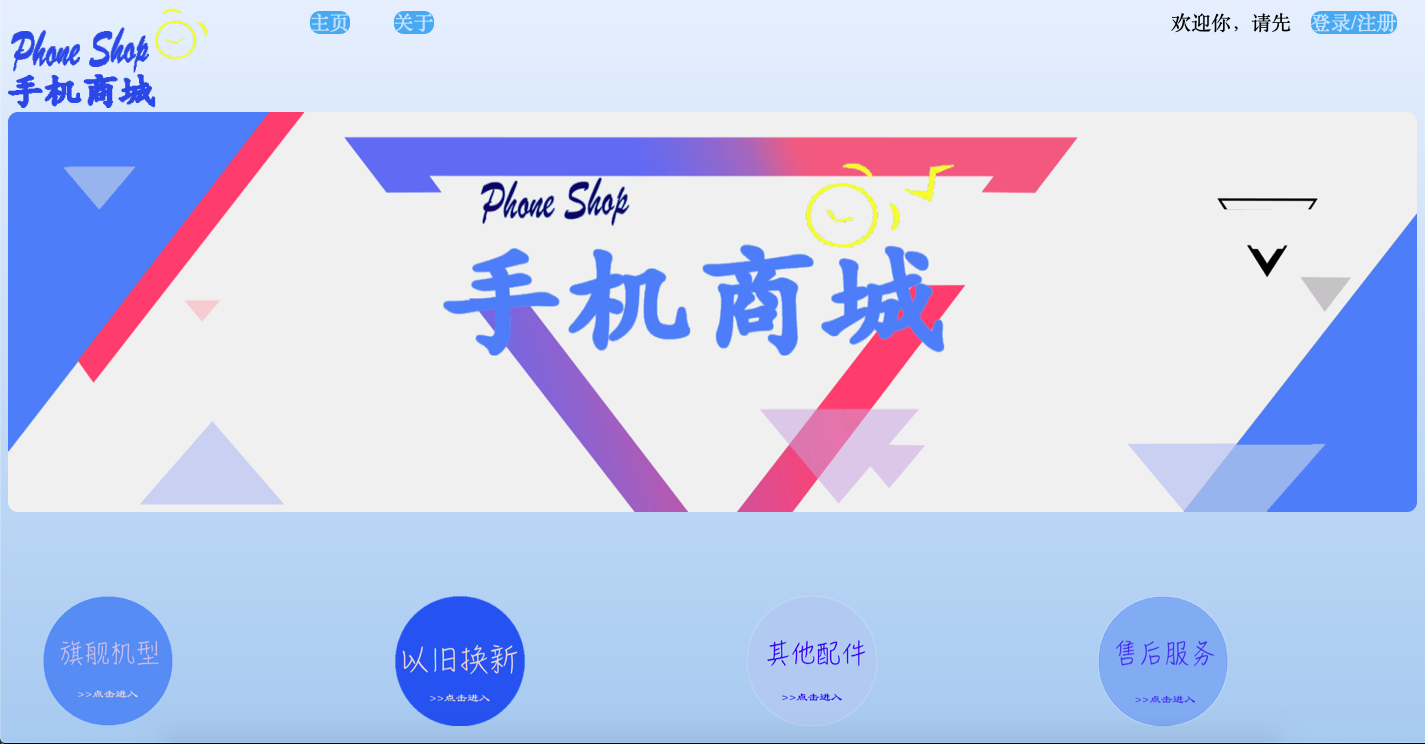 Phone Shop
手机商城
主页
关于
欢迎你，请先 登录/注册
Phone Shop
手机商城
旗舰机型
>>点击进入
以旧换新
>>点击进入
其他配件
>>点击进入
售后服务
>>点击进入